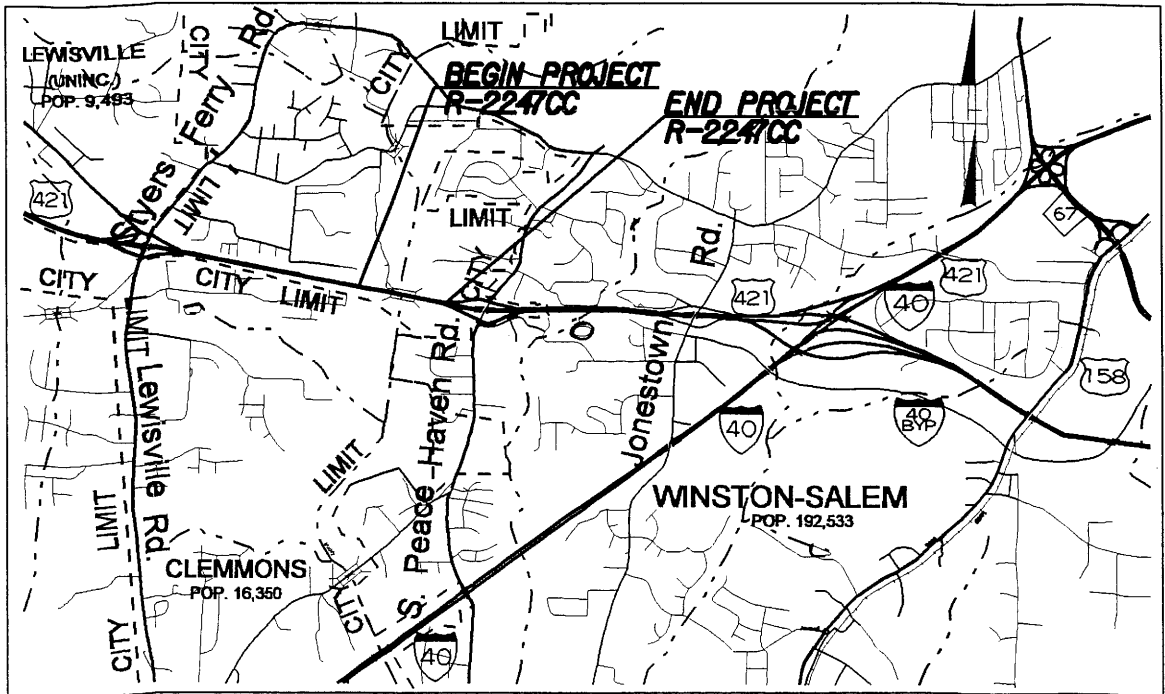 LEWISVILLE
(UNINC.)
POP. 9,493
CITY
Styers Ferry Rd.
LIMIT
LIMIT
CITY
BEGIN PROJECT
R-2247CC
END PROJECT
R-2247CC
421
CITY
CITY
LIMIT
LIMIT
CITY
Rd.
Jonestown
421
40
421
67
158
40
BYP
40
LIMIT
Lewisville Rd.
LIMIT
CITY
LIMIT
CITY
S. Peace Haven Rd.
CLEMMONS
POP. 16,350
WINSTON-SALEM
POP. 192,533
40